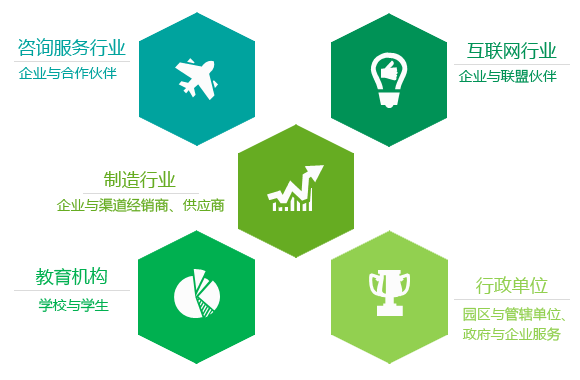 咨询服务行业
企业与合作伙伴
互联网行业
企业与联盟伙伴
制造行业
企业与渠道经销商、供应商
教育机构
学校与学生
行政单位
园区与管辖单位、
政府与企业服务